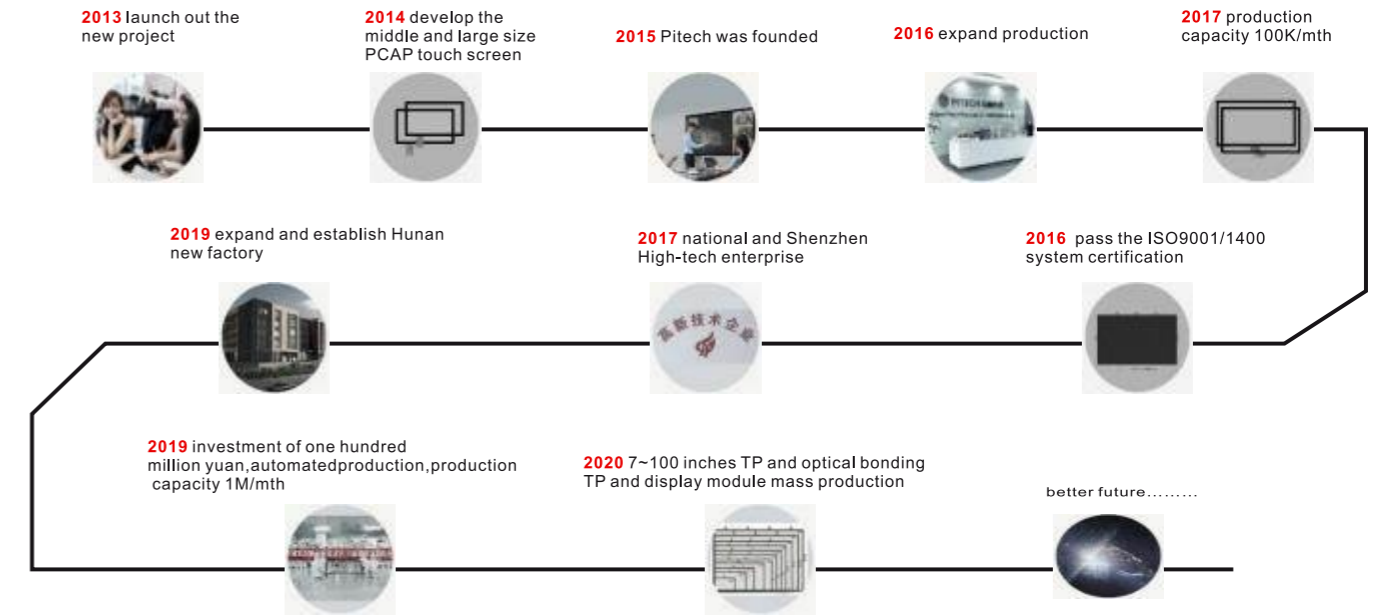 2013 launch out the
new project
2014 develop the
middle and large size
PCAP touch screen
2015 Pitech was founded
2016 expand production
2017 production
capacity 100K/mth
PITECH
2016 pass the ISO9001/1400
system certification
2017 national and Shenzhen
High-tech enterprise
高新技术企业
2019 expand and establish Hunan
new factory
2019 investment of one hundred
million yuan,automatedproduction,production
capacity 1M/mth
2020 7~100 inches TP and optical bonding
TP and display module mass production
better future………